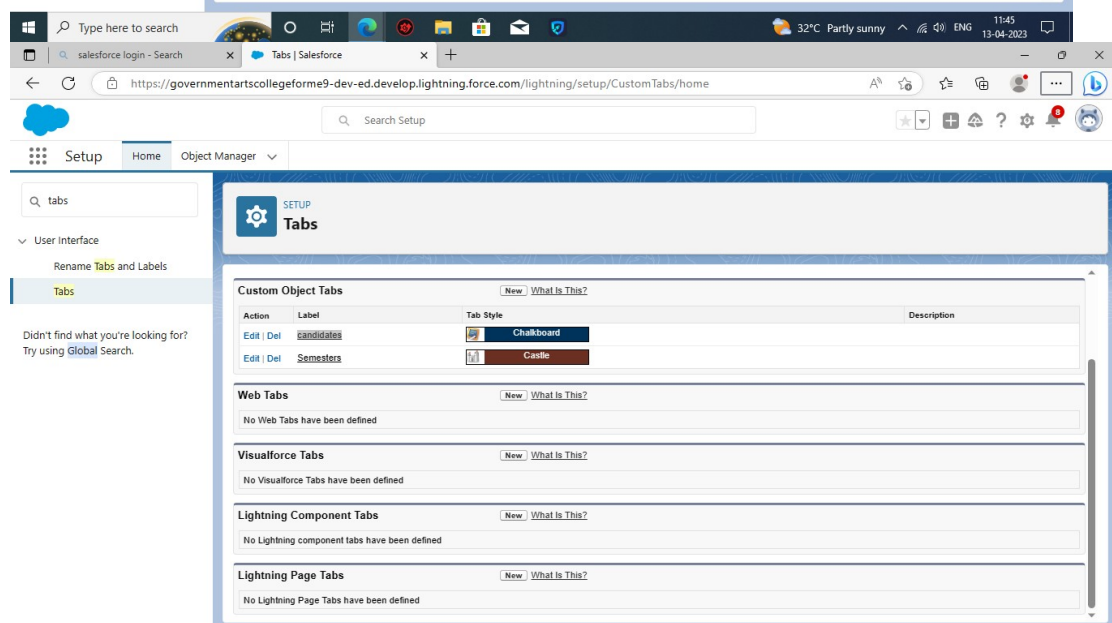 Type here to search
32°C Partly sunny
ENG
11:45
13-04-2023
salesforce login - Search
Tabs | Salesforce
https://governmentartscollegeforme9-dev-ed.develop.lightning.force.com/lightning/setup/CustomTabs/home
Search Setup
8
Setup Home Object Manager
tabs
User Interface
Rename Tabs and Labels
Tabs
Didn't find what you're looking for?
Try using Global Search.
SETUP
Tabs
Custom Object Tabs New What Is This?
Action Label Tab Style Description
Edit | Del candidates Chalkboard
Edit | Del Semesters Castle
Web Tabs New What Is This?
No Web Tabs have been defined
Visualforce Tabs New What Is This?
No Visualforce Tabs have been defined
Lightning Component Tabs New What Is This?
No Lightning component tabs have been defined
Lightning Page Tabs New What Is This?
No Lightning Page Tabs have been defined